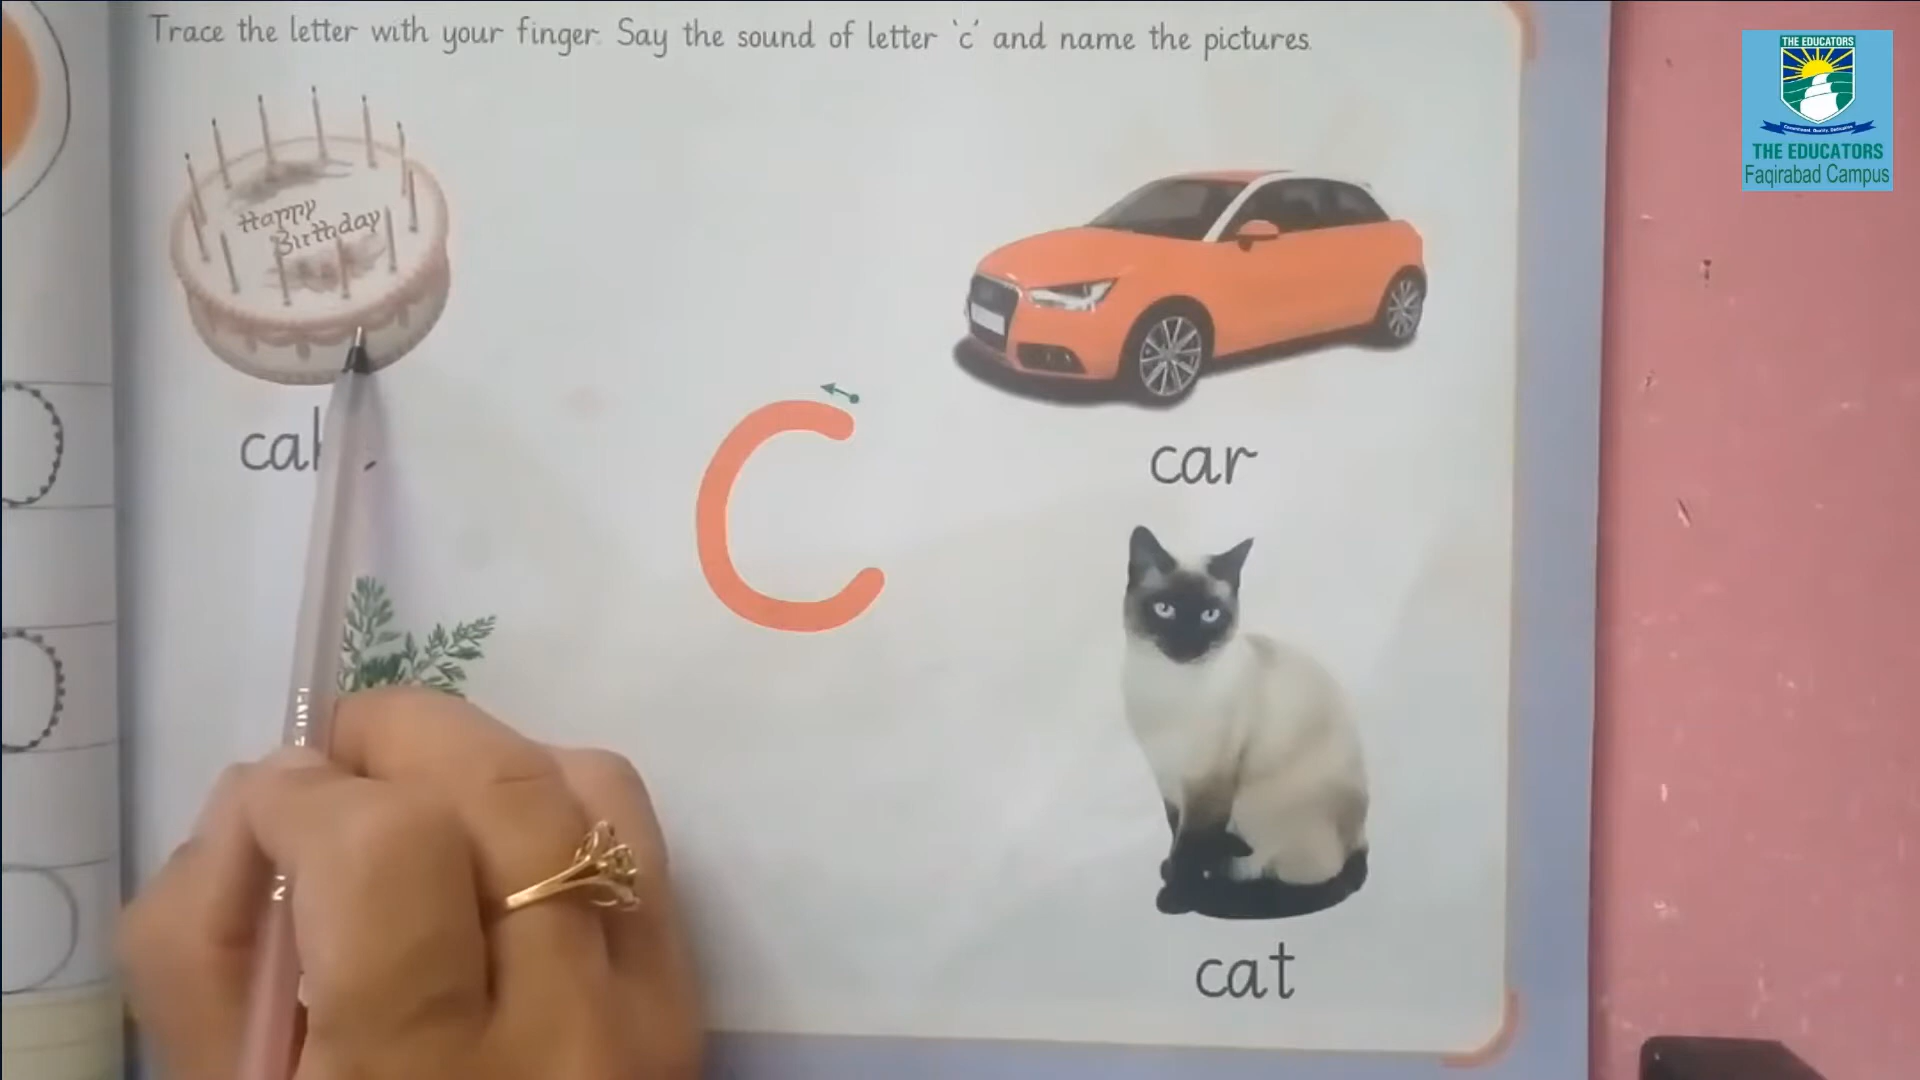 Trace the letter with your finger. Say the sound of letter 'c' and name the pictures.
THE EDUCATORS
THE EDUCATORS
Faqirabad Campus
Happy
Birthday
c
car
cat